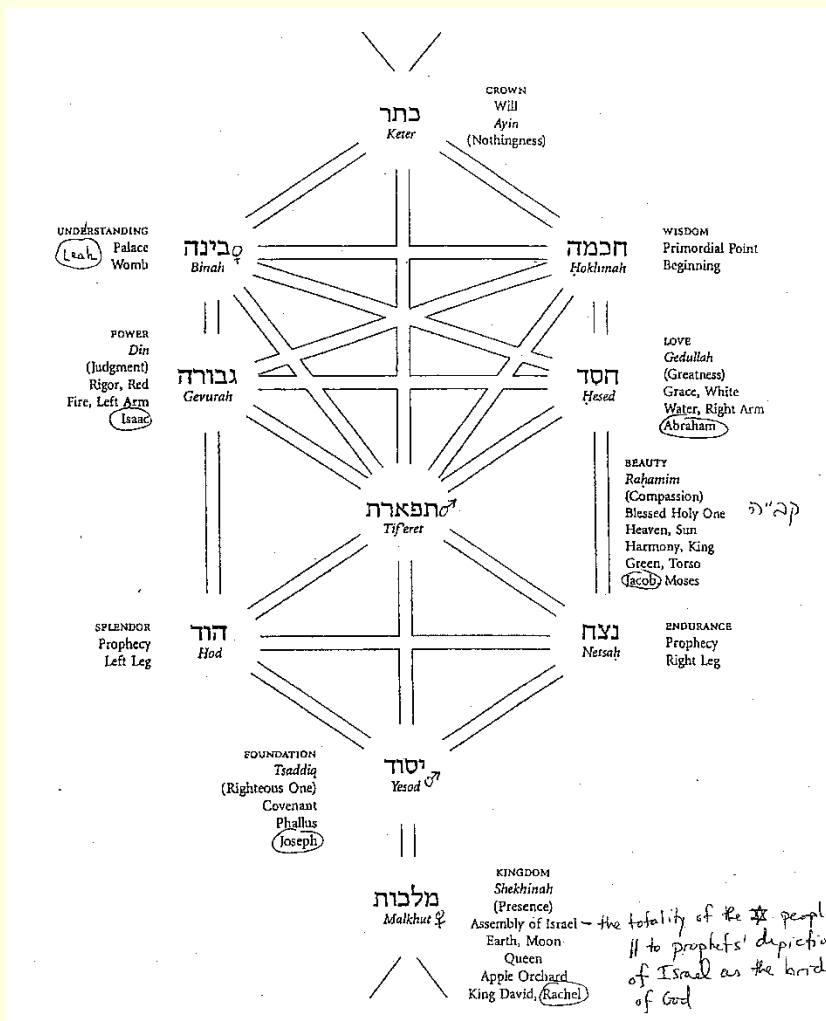 כתר
Keter
CROWN
Will
Ayin
(Nothingness)
UNDERSTANDING
Leah Palace
Womb
בינה♀
Binah
חכמה
Ḥokhmah
WISDOM
Primordial Point
Beginning
POWER
Din
(Judgment)
Rigor, Red
Fire, Left Arm
Isaac
גבורה
Gevurah
חסד
Ḥesed
LOVE
Gedullah
(Greatness)
Grace, White
Water, Right Arm
Abraham
תפארת♂
Tif'eret
BEAUTY
Raḥamim
(Compassion)
Blessed Holy One קב"ה
Heaven, Sun
Harmony, King
Green, Torso
Jacob, Moses
SPLENDOR
Prophecy
Left Leg
הוד
Hod
נצח
Netsaḥ
ENDURANCE
Prophecy
Right Leg
FOUNDATION
Tsaddiq
(Righteous One)
Covenant
Phallus
Joseph
יסוד
Yesod ♂
מלכות
Malkhut ♀
KINGDOM
Shekhinah
(Presence)
Assembly of Israel – the totality of the ✡ peopl
Earth, Moon // to prophets' depictio
Queen of Israel as the brid
Apple Orchard of God
King David, Rachel